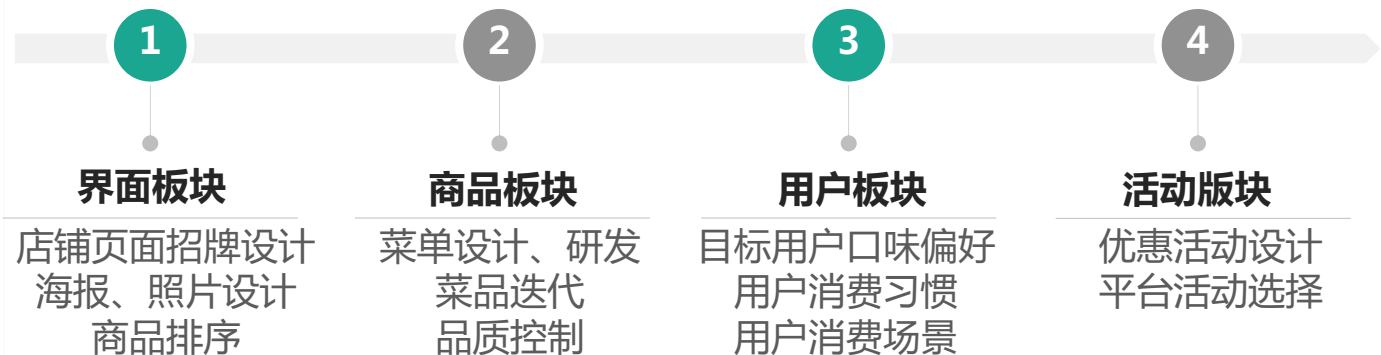 1
2
3
4
界面板块
店铺页面招牌设计
海报、照片设计
商品排序
商品板块
菜单设计、研发
菜品迭代
品质控制
用户板块
目标用户口味偏好
用户消费习惯
用户消费场景
活动版块
优惠活动设计
平台活动选择